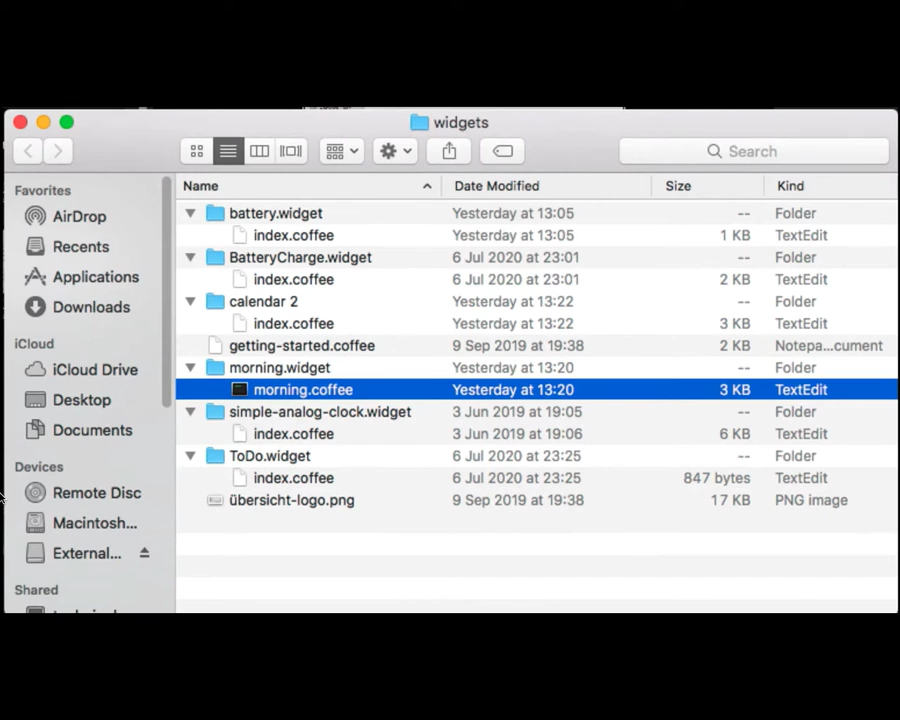 widgets
Search
Favorites
AirDrop
Recents
Applications
Downloads
iCloud
iCloud Drive
Desktop
Documents
Devices
Remote Disc
Macintosh...
External...
Shared
Name Date Modified Size Kind
battery.widget Yesterday at 13:05 -- Folder
index.coffee Yesterday at 13:05 1 KB TextEdit
BatteryCharge.widget 6 Jul 2020 at 23:01 -- Folder
index.coffee 6 Jul 2020 at 23:01 2 KB TextEdit
calendar 2 Yesterday at 13:22 -- Folder
index.coffee Yesterday at 13:22 3 KB TextEdit
getting-started.coffee 9 Sep 2019 at 19:38 2 KB Notepa...cument
morning.widget Yesterday at 13:20 -- Folder
morning.coffee Yesterday at 13:20 3 KB TextEdit
simple-analog-clock.widget 3 Jun 2019 at 19:05 -- Folder
index.coffee 3 Jun 2019 at 19:06 6 KB TextEdit
ToDo.widget 6 Jul 2020 at 23:25 -- Folder
index.coffee 6 Jul 2020 at 23:25 847 bytes TextEdit
übersicht-logo.png 9 Sep 2019 at 19:38 17 KB PNG image